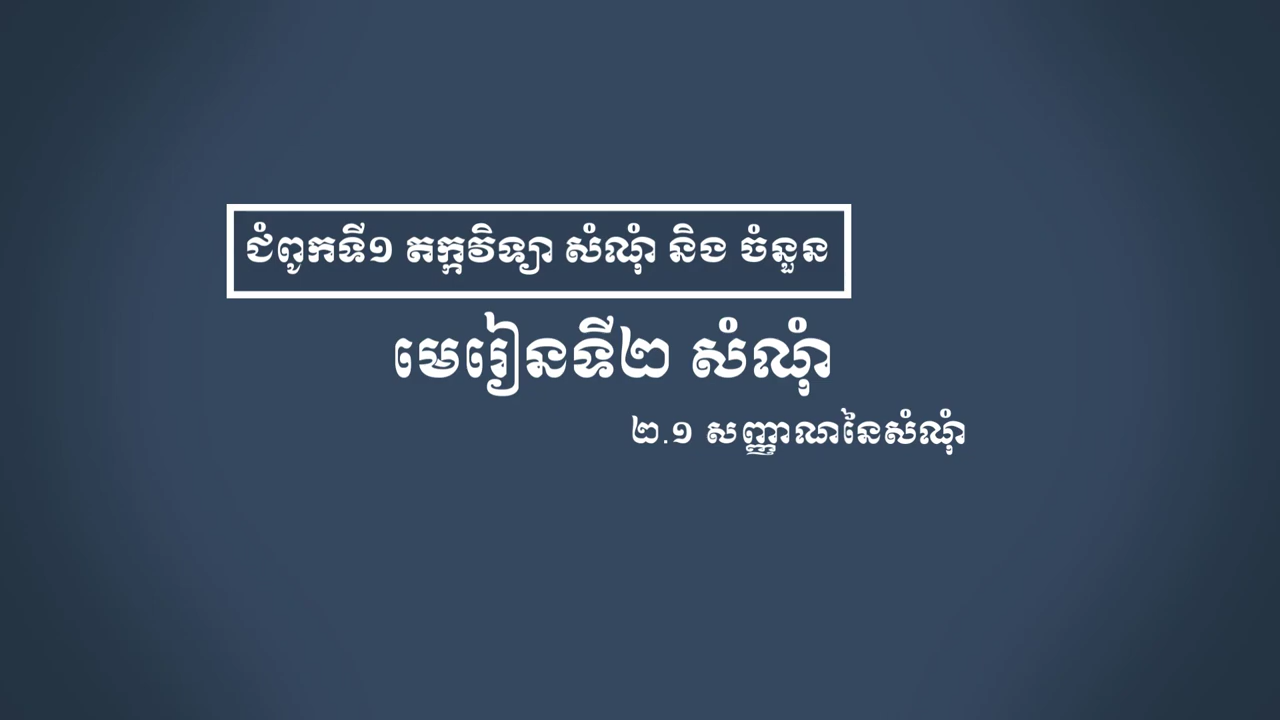 ជំពូកទី១ តក្កវិទ្យា សំណុំ និង ចំនួន
មេរៀនទី២ សំណុំ
២.១ សញ្ញាណនៃសំណុំ